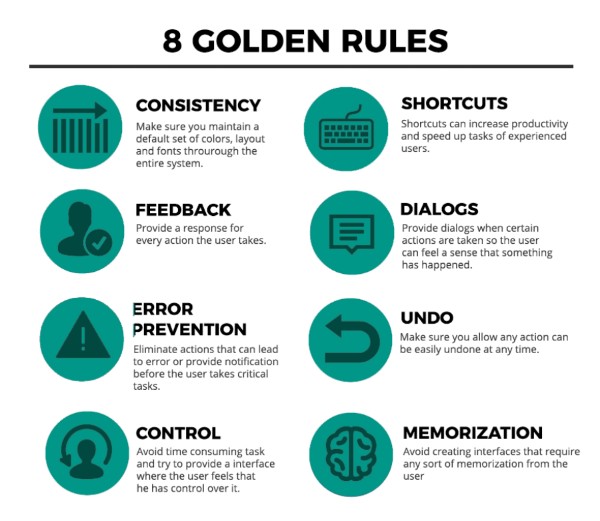 8 GOLDEN RULES
CONSISTENCY
Make sure you maintain a
default set of colors, layout
and fonts throurough the
entire system.
SHORTCUTS
Shortcuts can increase productivity
and speed up tasks of experienced
users.
FEEDBACK
Provide a response for
every action the user takes.
DIALOGS
Provide dialogs when certain
actions are taken so the user
can feel a sense that something
has happened.
ERROR
PREVENTION
Eliminate actions that can lead
to error or provide notification
before the user takes critical
tasks.
UNDO
Make sure you allow any action can
be easily undone at any time.
CONTROL
Avoid time consuming task
and try to provide a interface
where the user feels that
he has control over it.
MEMORIZATION
Avoid creating interfaces that require
any sort of memorization from the
user